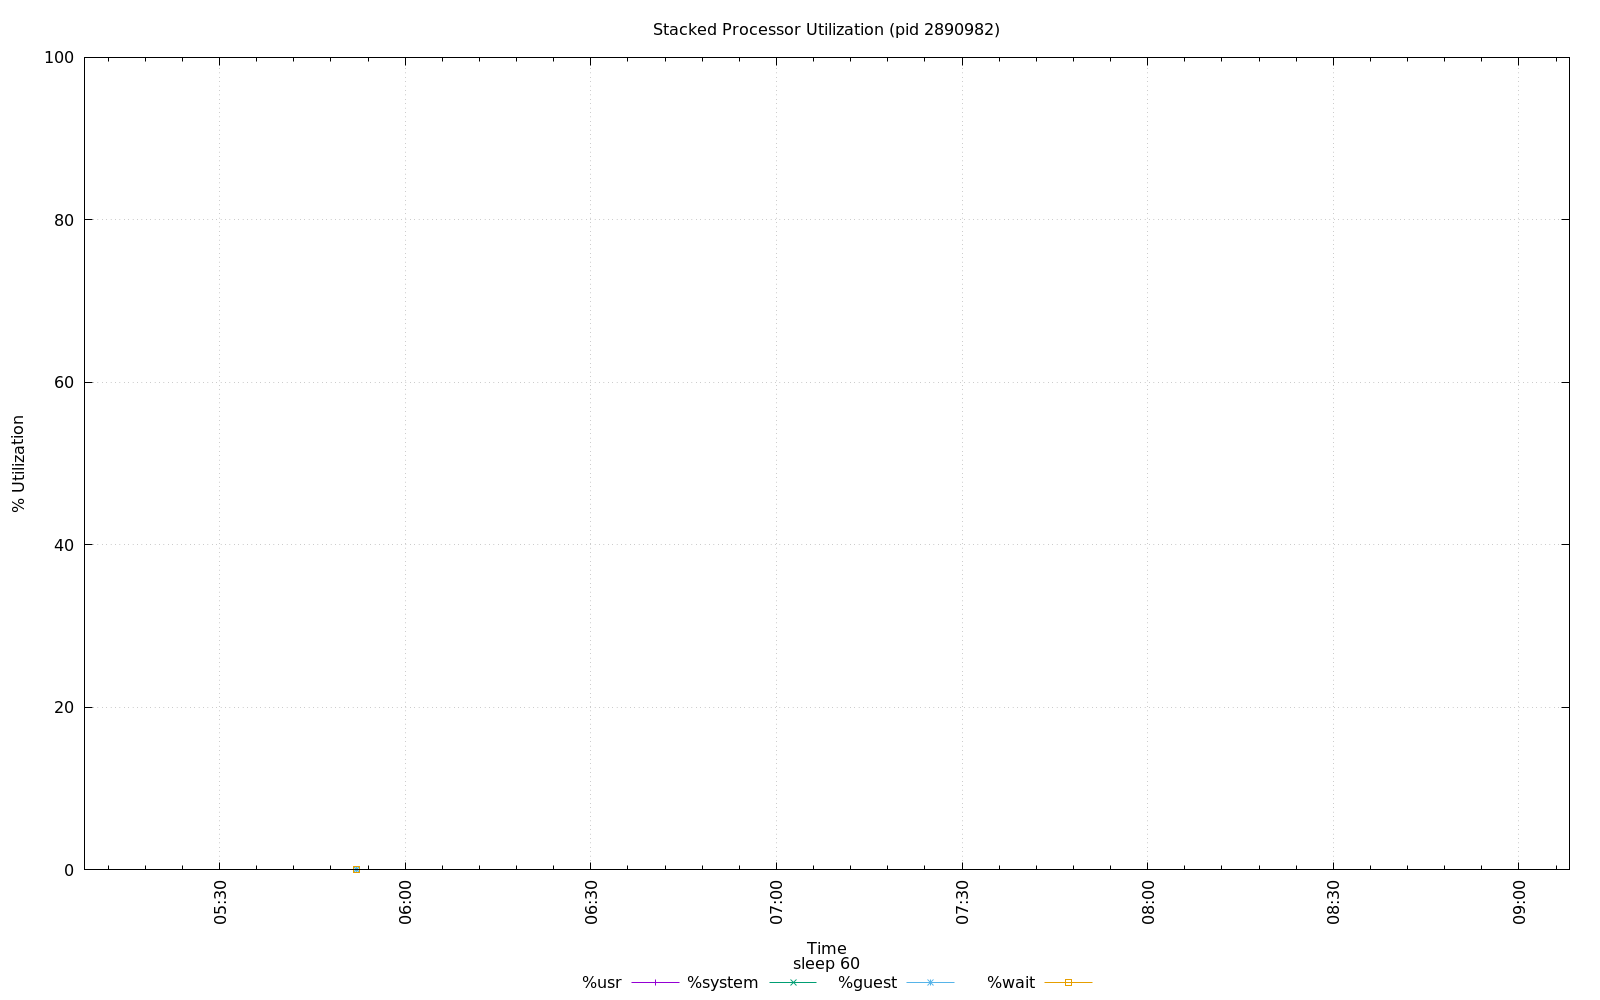 Stacked Processor Utilization (pid 2890982)
100
80
60
40
20
0
% Utilization
05:30
06:00
06:30
07:00
07:30
08:00
08:30
09:00
Time
sleep 60
%usr %system %guest %wait